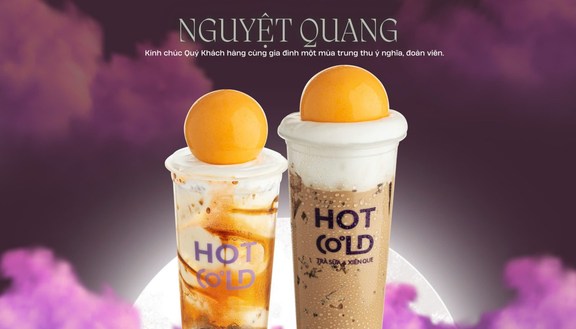 NGUYỆT QUANG
Kính chúc Quý Khách hàng cùng gia đình một mùa trung thu ý nghĩa, đoàn viên.
HOT
COLD
HOT
COLD
TRÀ SỮA & XIÊN QUE